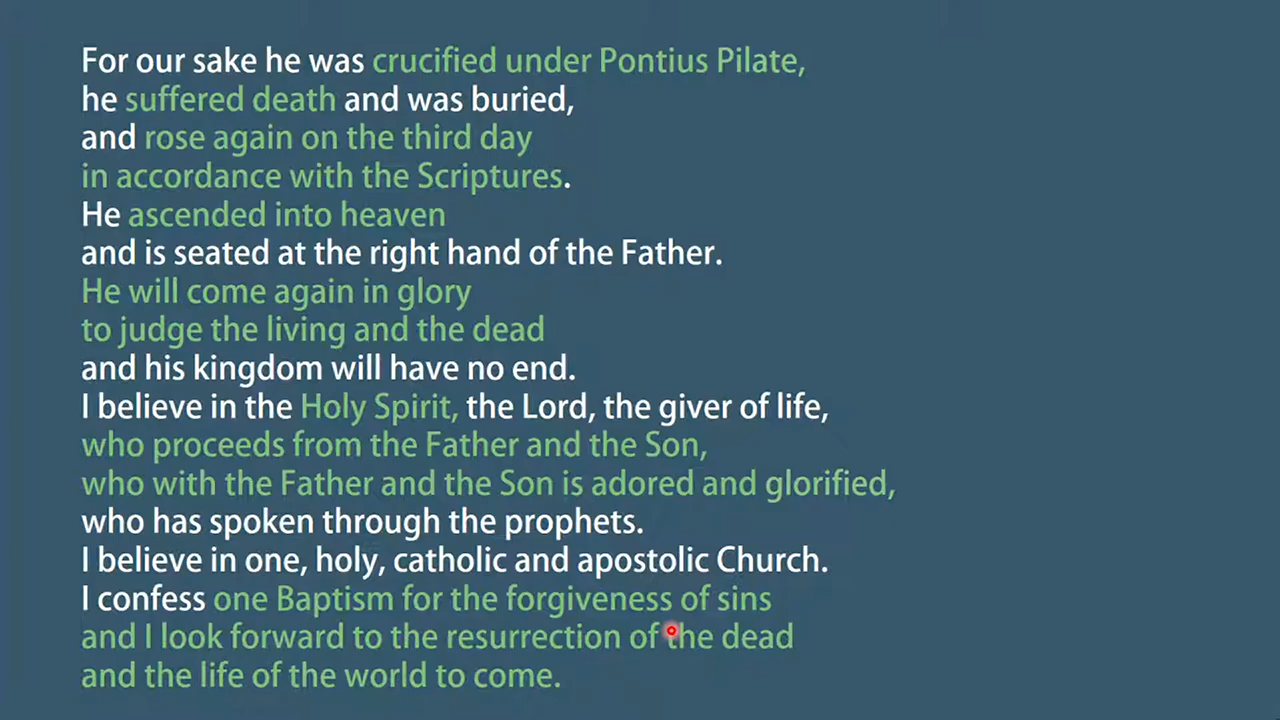 For our sake he was crucified under Pontius Pilate,
he suffered death and was buried,
and rose again on the third day
in accordance with the Scriptures.
He ascended into heaven
and is seated at the right hand of the Father.
He will come again in glory
to judge the living and the dead
and his kingdom will have no end.
I believe in the Holy Spirit, the Lord, the giver of life,
who proceeds from the Father and the Son,
who with the Father and the Son is adored and glorified,
who has spoken through the prophets.
I believe in one, holy, catholic and apostolic Church.
I confess one Baptism for the forgiveness of sins
and I look forward to the resurrection of the dead
and the life of the world to come.